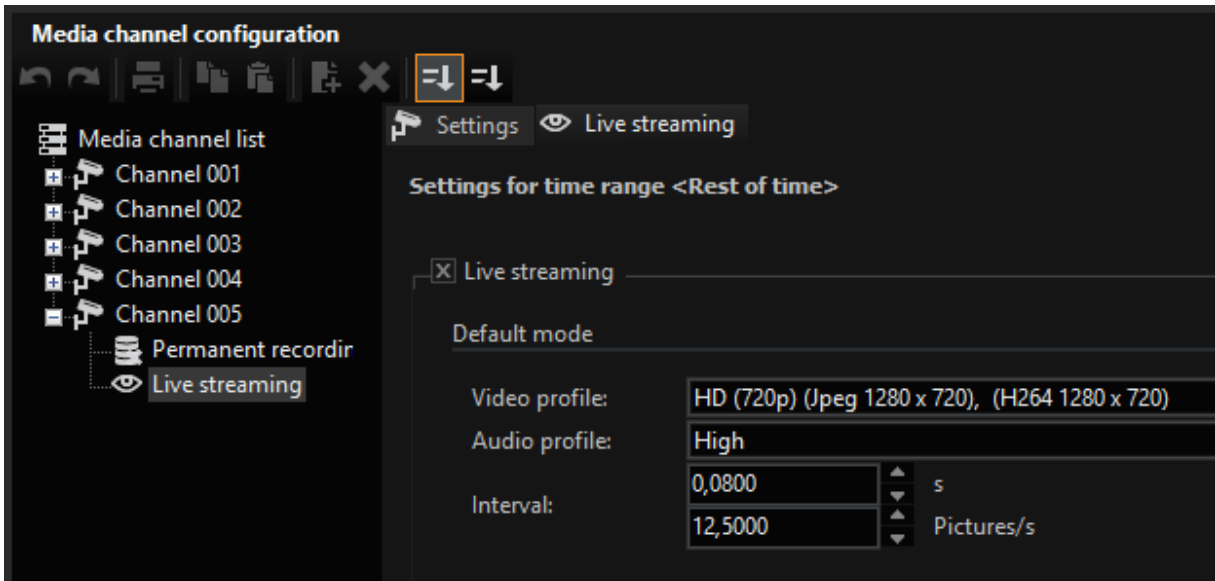 Media channel configuration
Media channel list
Channel 001
Channel 002
Channel 003
Channel 004
Channel 005
Permanent recordir
Live streaming
Settings
Live streaming
Settings for time range <Rest of time>
Live streaming
Default mode
Video profile: HD (720p) (Jpeg 1280 x 720), (H264 1280 x 720)
Audio profile: High
Interval: 0,0800 s
12,5000 Pictures/s